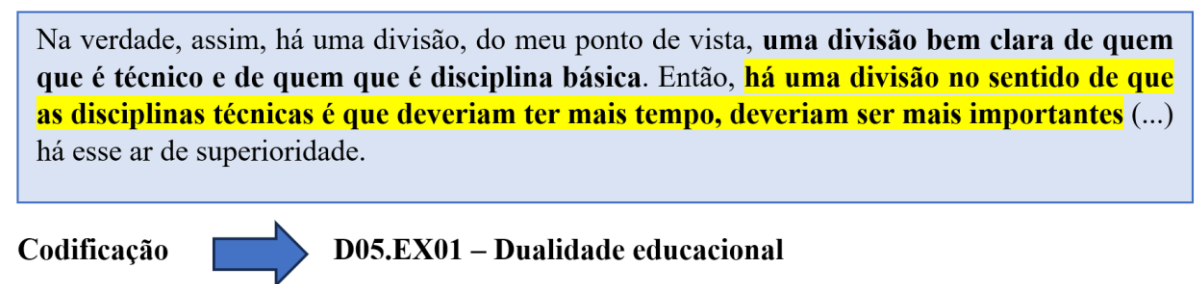 Na verdade, assim, há uma divisão, do meu ponto de vista, uma divisão bem clara de quem
que é técnico e de quem que é disciplina básica. Então, há uma divisão no sentido de que
as disciplinas técnicas é que deveriam ter mais tempo, deveriam ser mais importantes (...)
há esse ar de superioridade.
Codificação D05.EX01 – Dualidade educacional